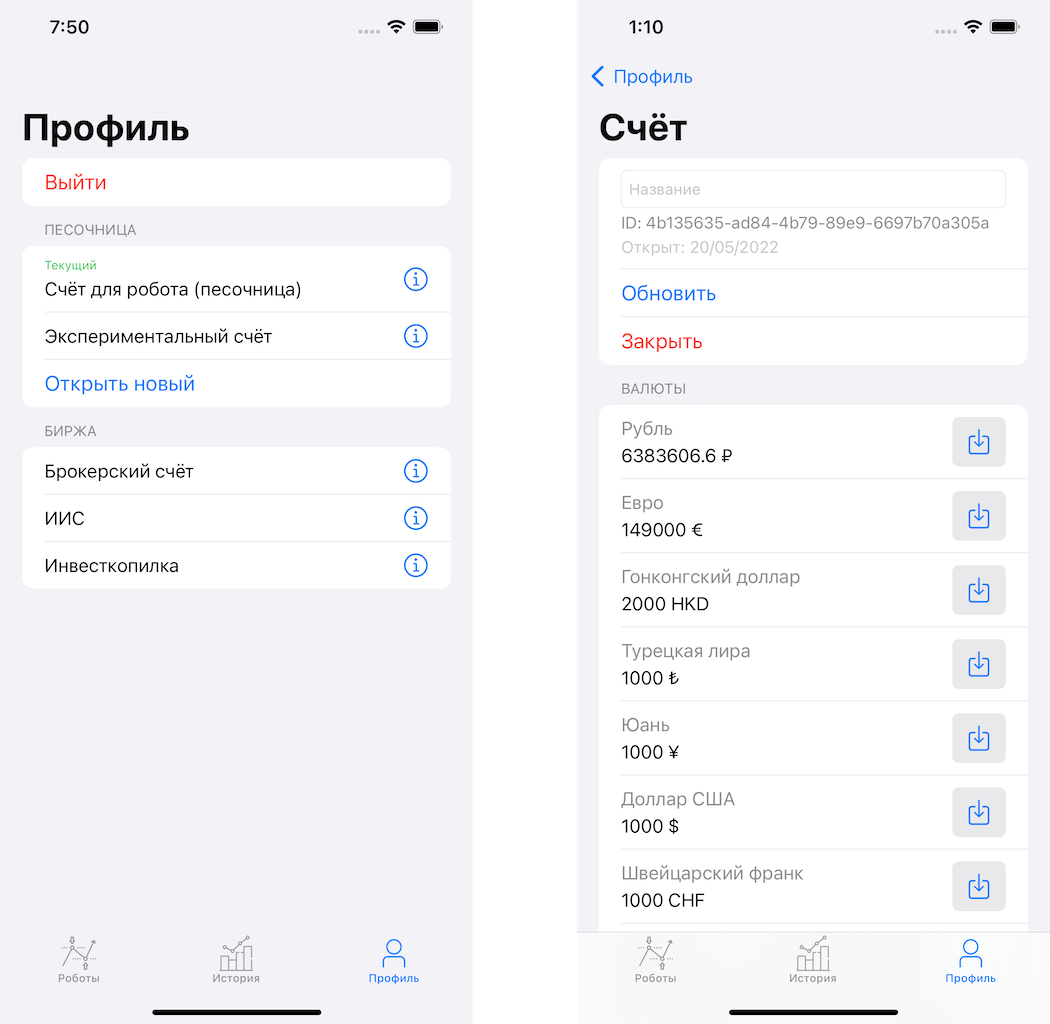 7:50
Профиль
Выйти
ПЕСОЧНИЦА
Текущий
Счёт для робота (песочница)
Экспериментальный счёт
Открыть новый
БИРЖА
Брокерский счёт
ИИС
Инвесткопилка
Роботы
История
Профиль
1:10
Профиль
Счёт
Название
ID: 4b135635-ad84-4b79-89e9-6697b70a305a
Открыт: 20/05/2022
Обновить
Закрыть
ВАЛЮТЫ
Рубль
6383606.6 ₽
Евро
149000 €
Гонконгский доллар
2000 HKD
Турецкая лира
1000 ₺
Юань
1000 ¥
Доллар США
1000 $
Швейцарский франк
1000 CHF
Роботы
История
Профиль